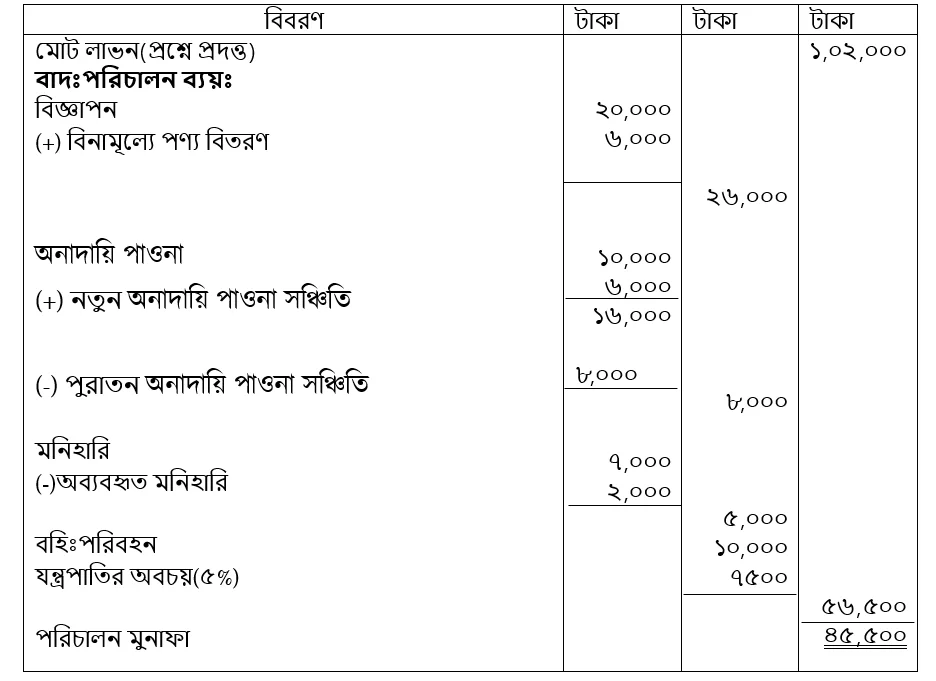 বিবরণ টাকা টাকা টাকা
মোট লাভন(প্রশ্নে প্রদত্ত) ১,০২,০০০
বাদঃপরিচালন ব্যয়ঃ
বিজ্ঞাপন ২০,০০০
(+) বিনামূল্যে পণ্য বিতরণ ৬,০০০
২৬,০০০
অনাদায়ি পাওনা ১০,০০০
(+) নতুন অনাদায়ি পাওনা সঞ্চিতি ৬,০০০
১৬,০০০
(-) পুরাতন অনাদায়ি পাওনা সঞ্চিতি ৮,০০০
৮,০০০
মনিহারি ৭,০০০
(-)অব্যবহৃত মনিহারি ২,০০০
৫,০০০
বহিঃপরিবহন ১০,০০০
যন্ত্রপাতির অবচয়(৫%) ৭৫০০
৫৬,৫০০
পরিচালন মুনাফা ৪৫,৫০০